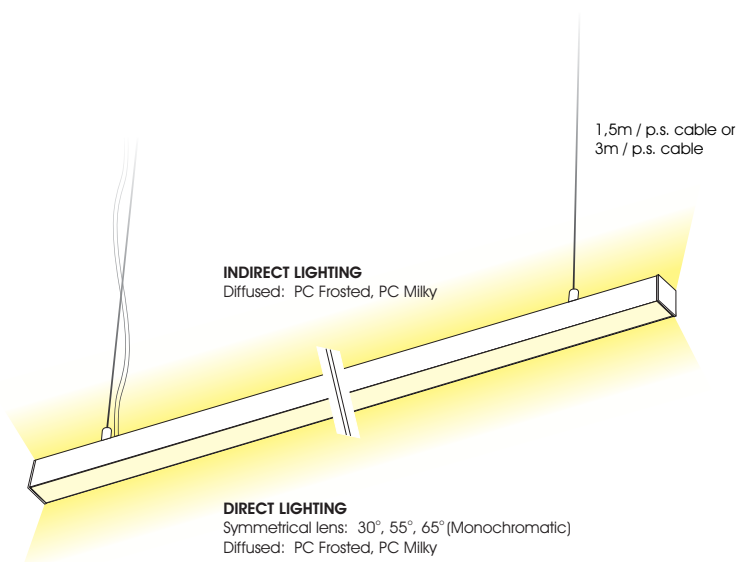 1,5m / p.s. cable or
3m / p.s. cable
INDIRECT LIGHTING
Diffused: PC Frosted, PC Milky
DIRECT LIGHTING
Symmetrical lens: 30°, 55°, 65° (Monochromatic)
Diffused: PC Frosted, PC Milky